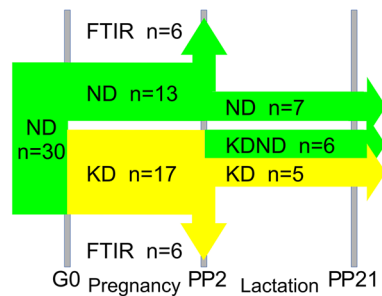 FTIR n=6
ND n=13
ND n=7
ND
n=30
KDND n=6
KD n=17
KD n=5
FTIR n=6
G0 Pregnancy PP2 Lactation PP21